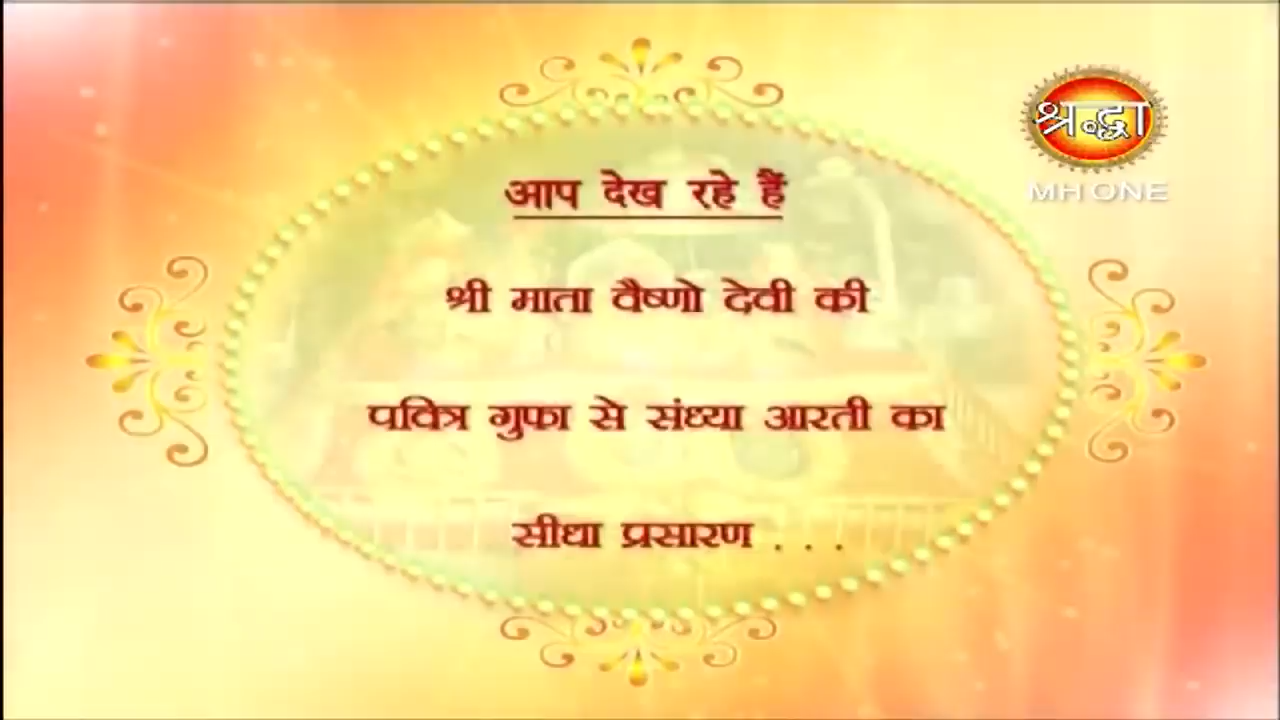 श्रद्धा
MH ONE
आप देख रहे हैं
श्री माता वैष्णो देवी की
पवित्र गुफा से संध्या आरती का
सीधा प्रसारण . . .